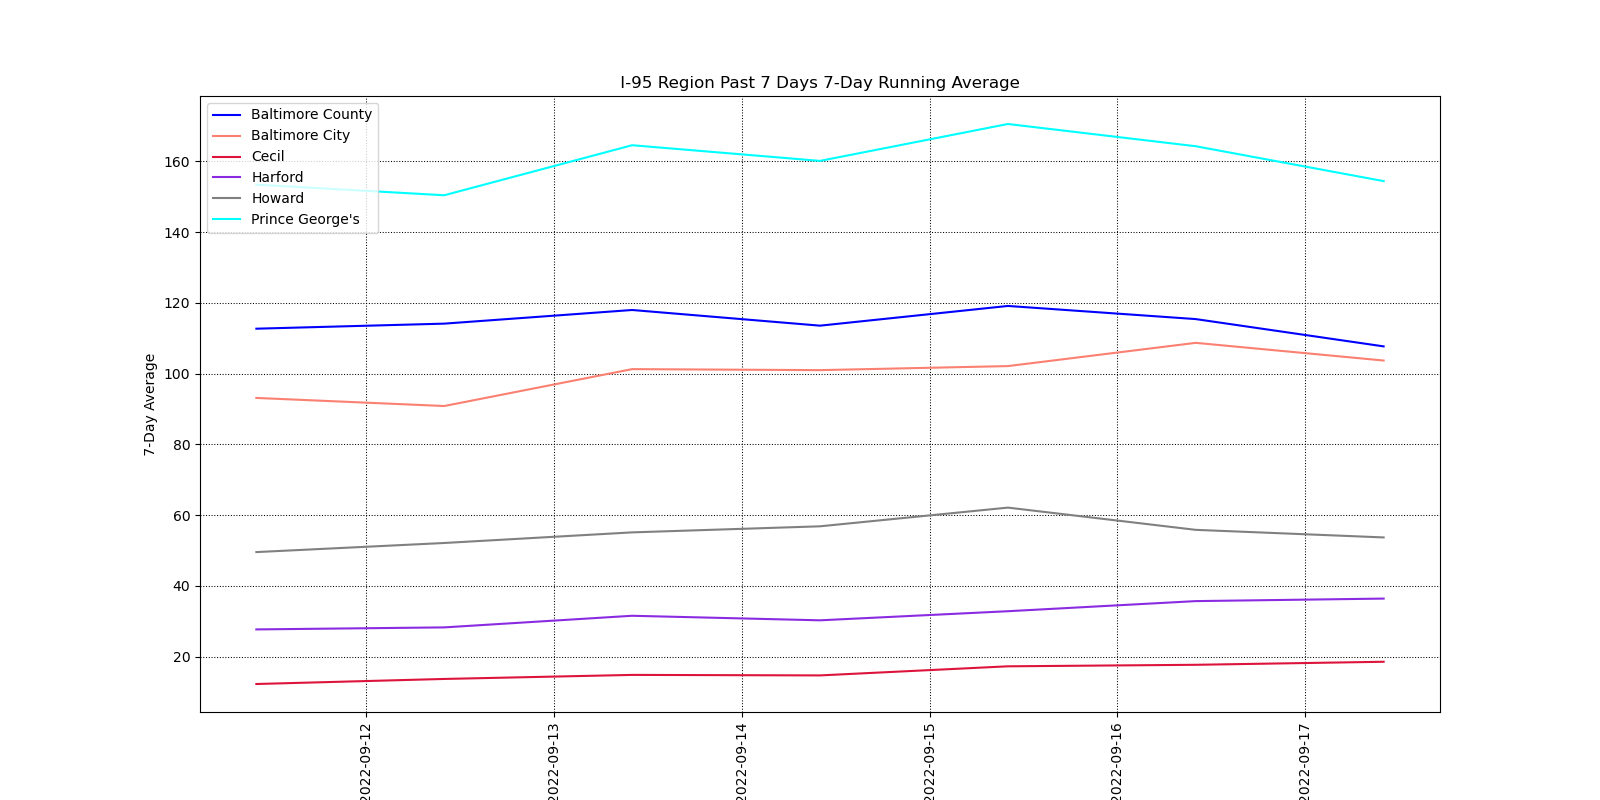 I-95 Region Past 7 Days 7-Day Running Average
Baltimore County
Baltimore City
Cecil
Harford
Howard
Prince George's
160
140
120
100
80
60
40
20
7-Day Average
2022-09-12
2022-09-13
2022-09-14
2022-09-15
2022-09-16
2022-09-17